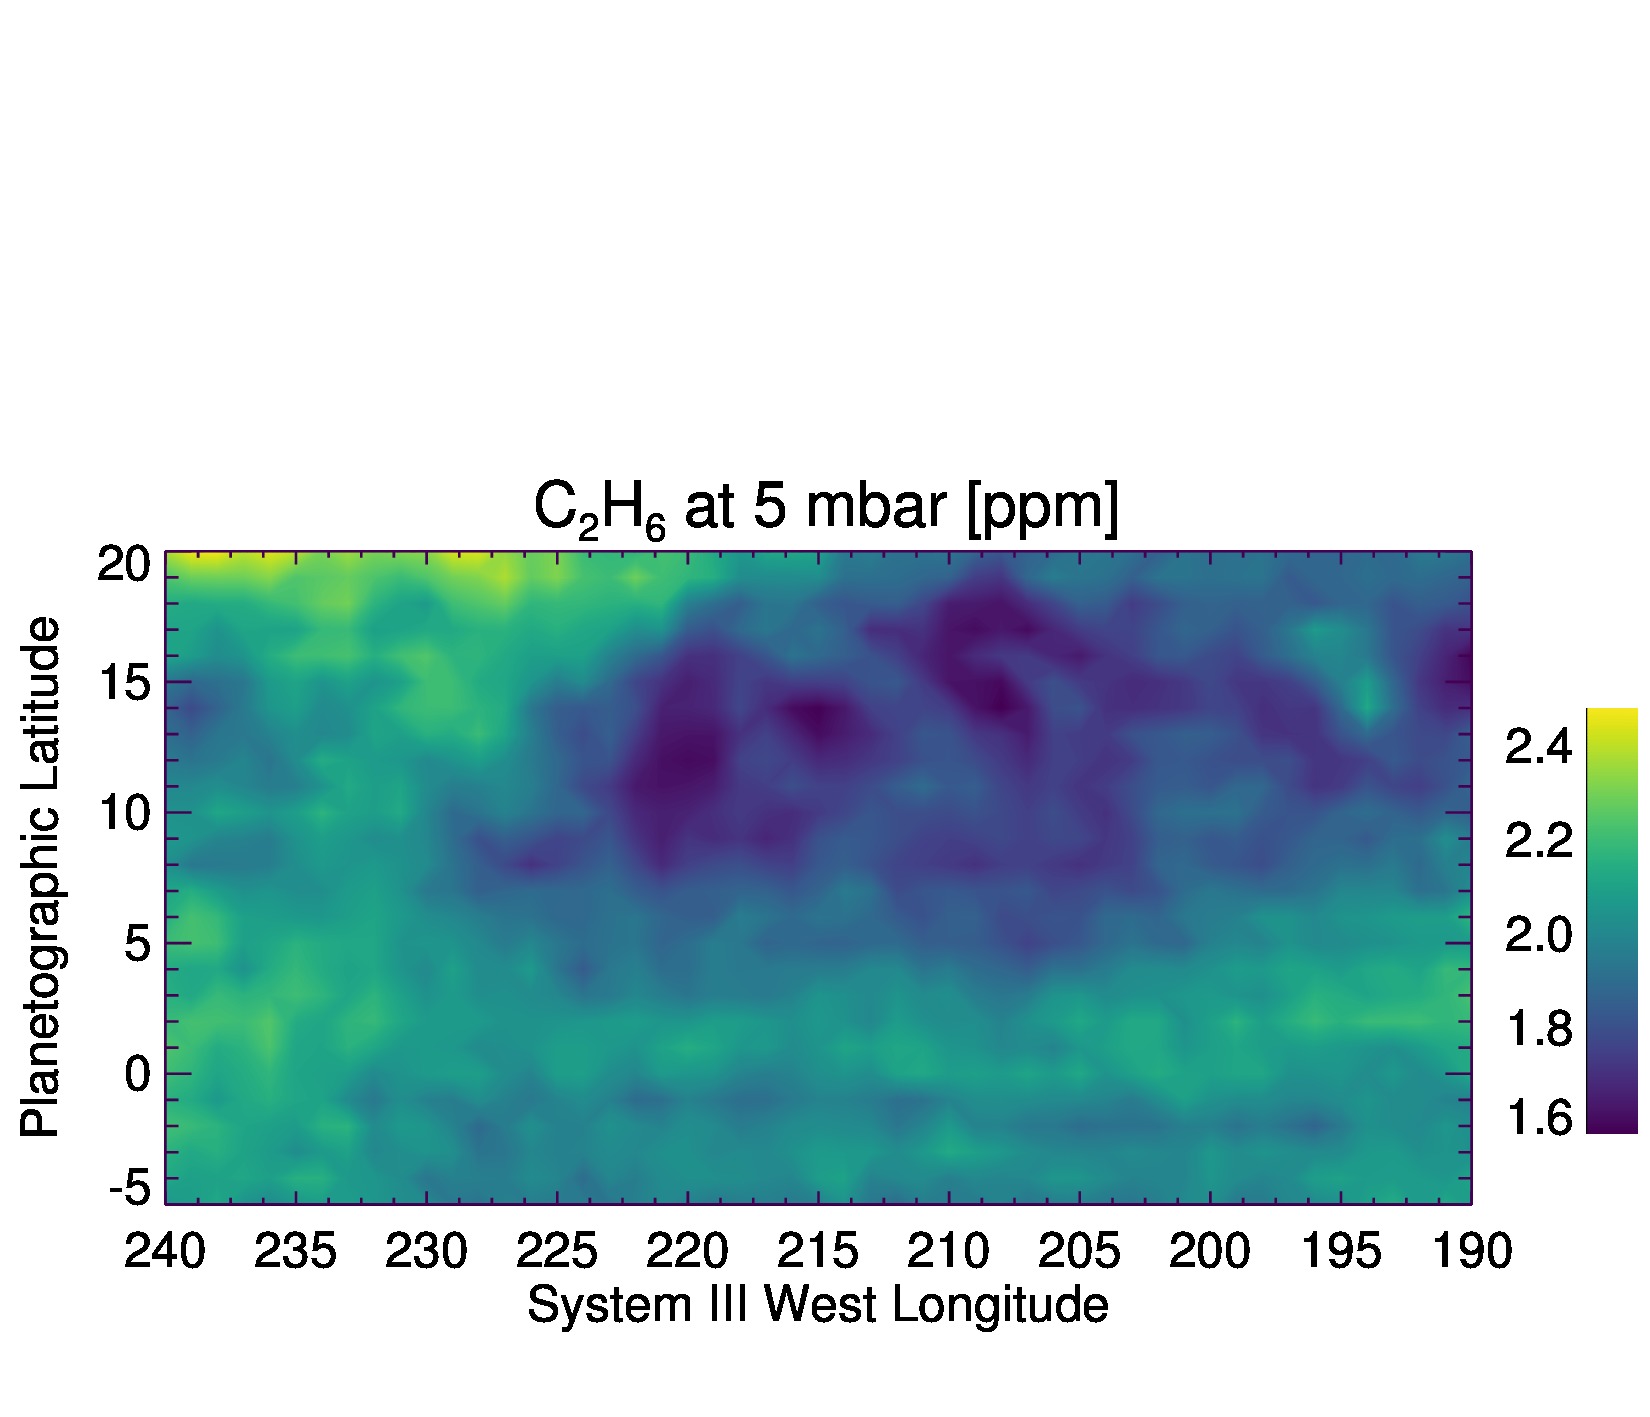 C₂H₆ at 5 mbar [ppm]
Planetographic Latitude
20
15
10
5
0
-5
240 235 230 225 220 215 210 205 200 195 190
System III West Longitude
2.4
2.2
2.0
1.8
1.6